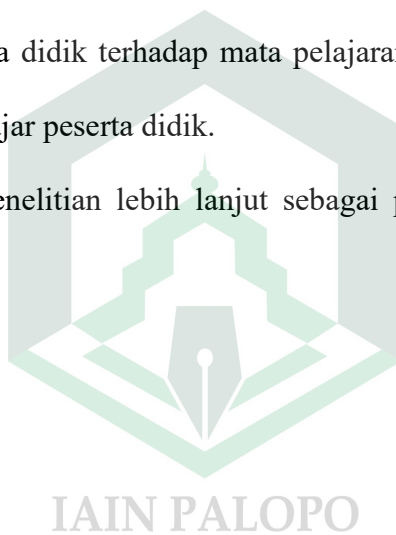 a didik terhadap mata pelajaran
jar peserta didik.
enelitian lebih lanjut sebagai p
IAIN PALOPO